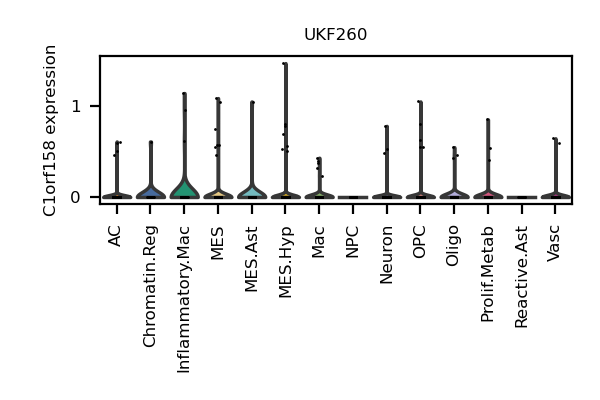 UKF260
C1orf158 expression
1
0
AC
Chromatin.Reg
Inflammatory.Mac
MES
MES.Ast
MES.Hyp
Mac
NPC
Neuron
OPC
Oligo
Prolif.Metab
Reactive.Ast
Vasc